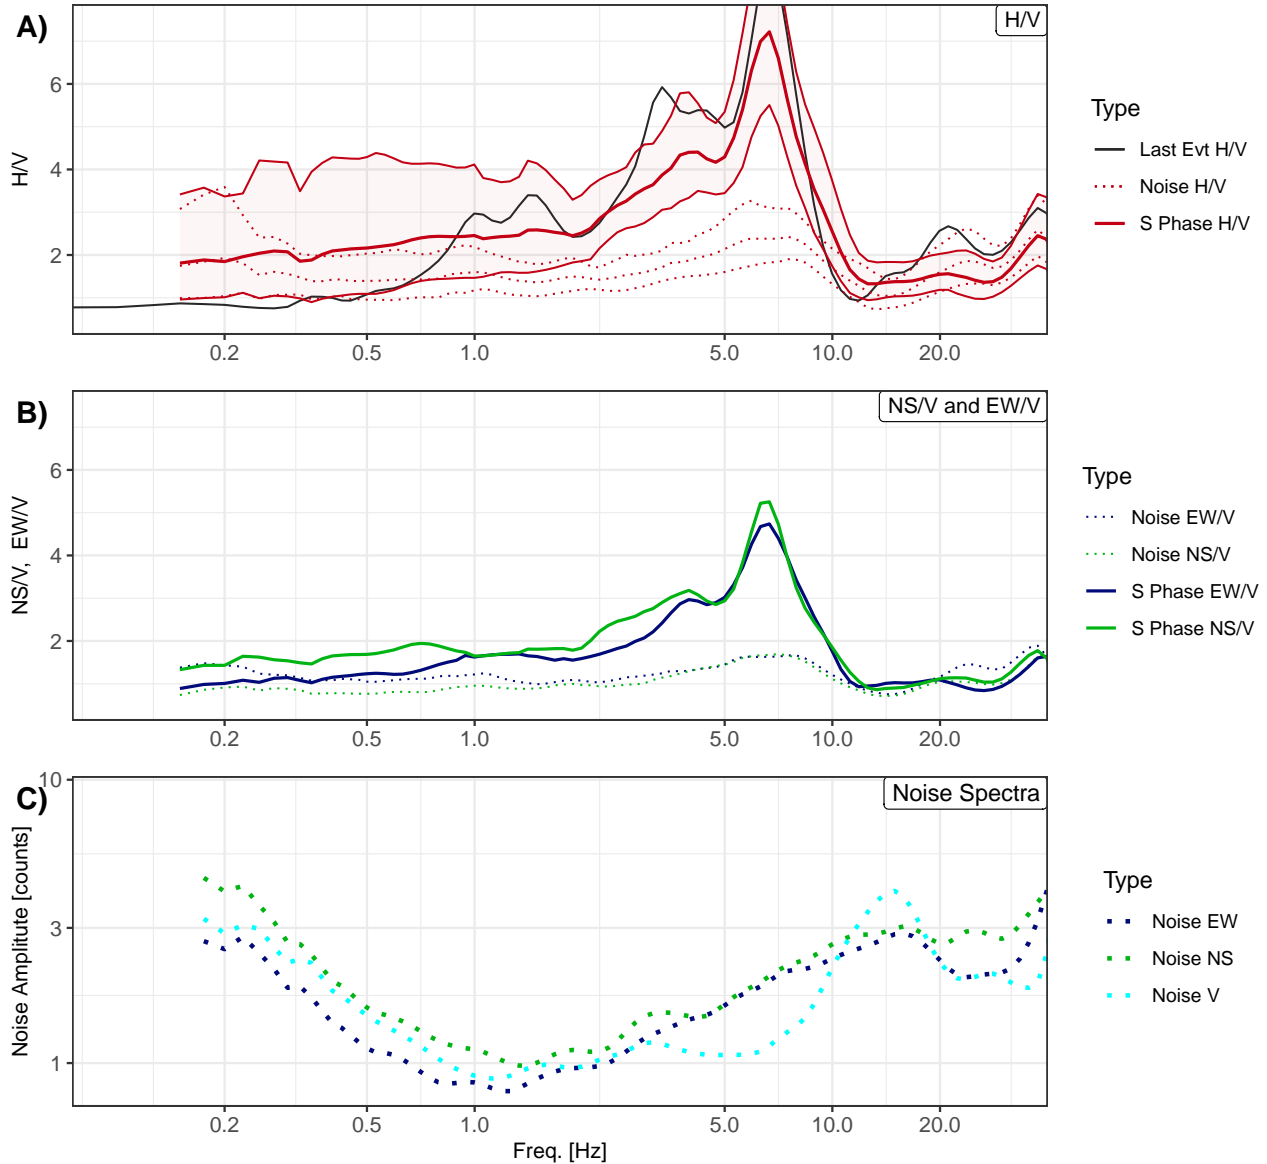 A)
H/V
6
4
2
H/V
0.2 0.5 1.0 5.0 10.0 20.0
Type
Last Evt H/V
Noise H/V
S Phase H/V
B)
NS/V and EW/V
6
4
2
NS/V, EW/V
0.2 0.5 1.0 5.0 10.0 20.0
Type
Noise EW/V
Noise NS/V
S Phase EW/V
S Phase NS/V
C)
Noise Spectra
10
3
1
Noise Amplitute [counts]
0.2 0.5 1.0 5.0 10.0 20.0
Freq. [Hz]
Type
Noise EW
Noise NS
Noise V